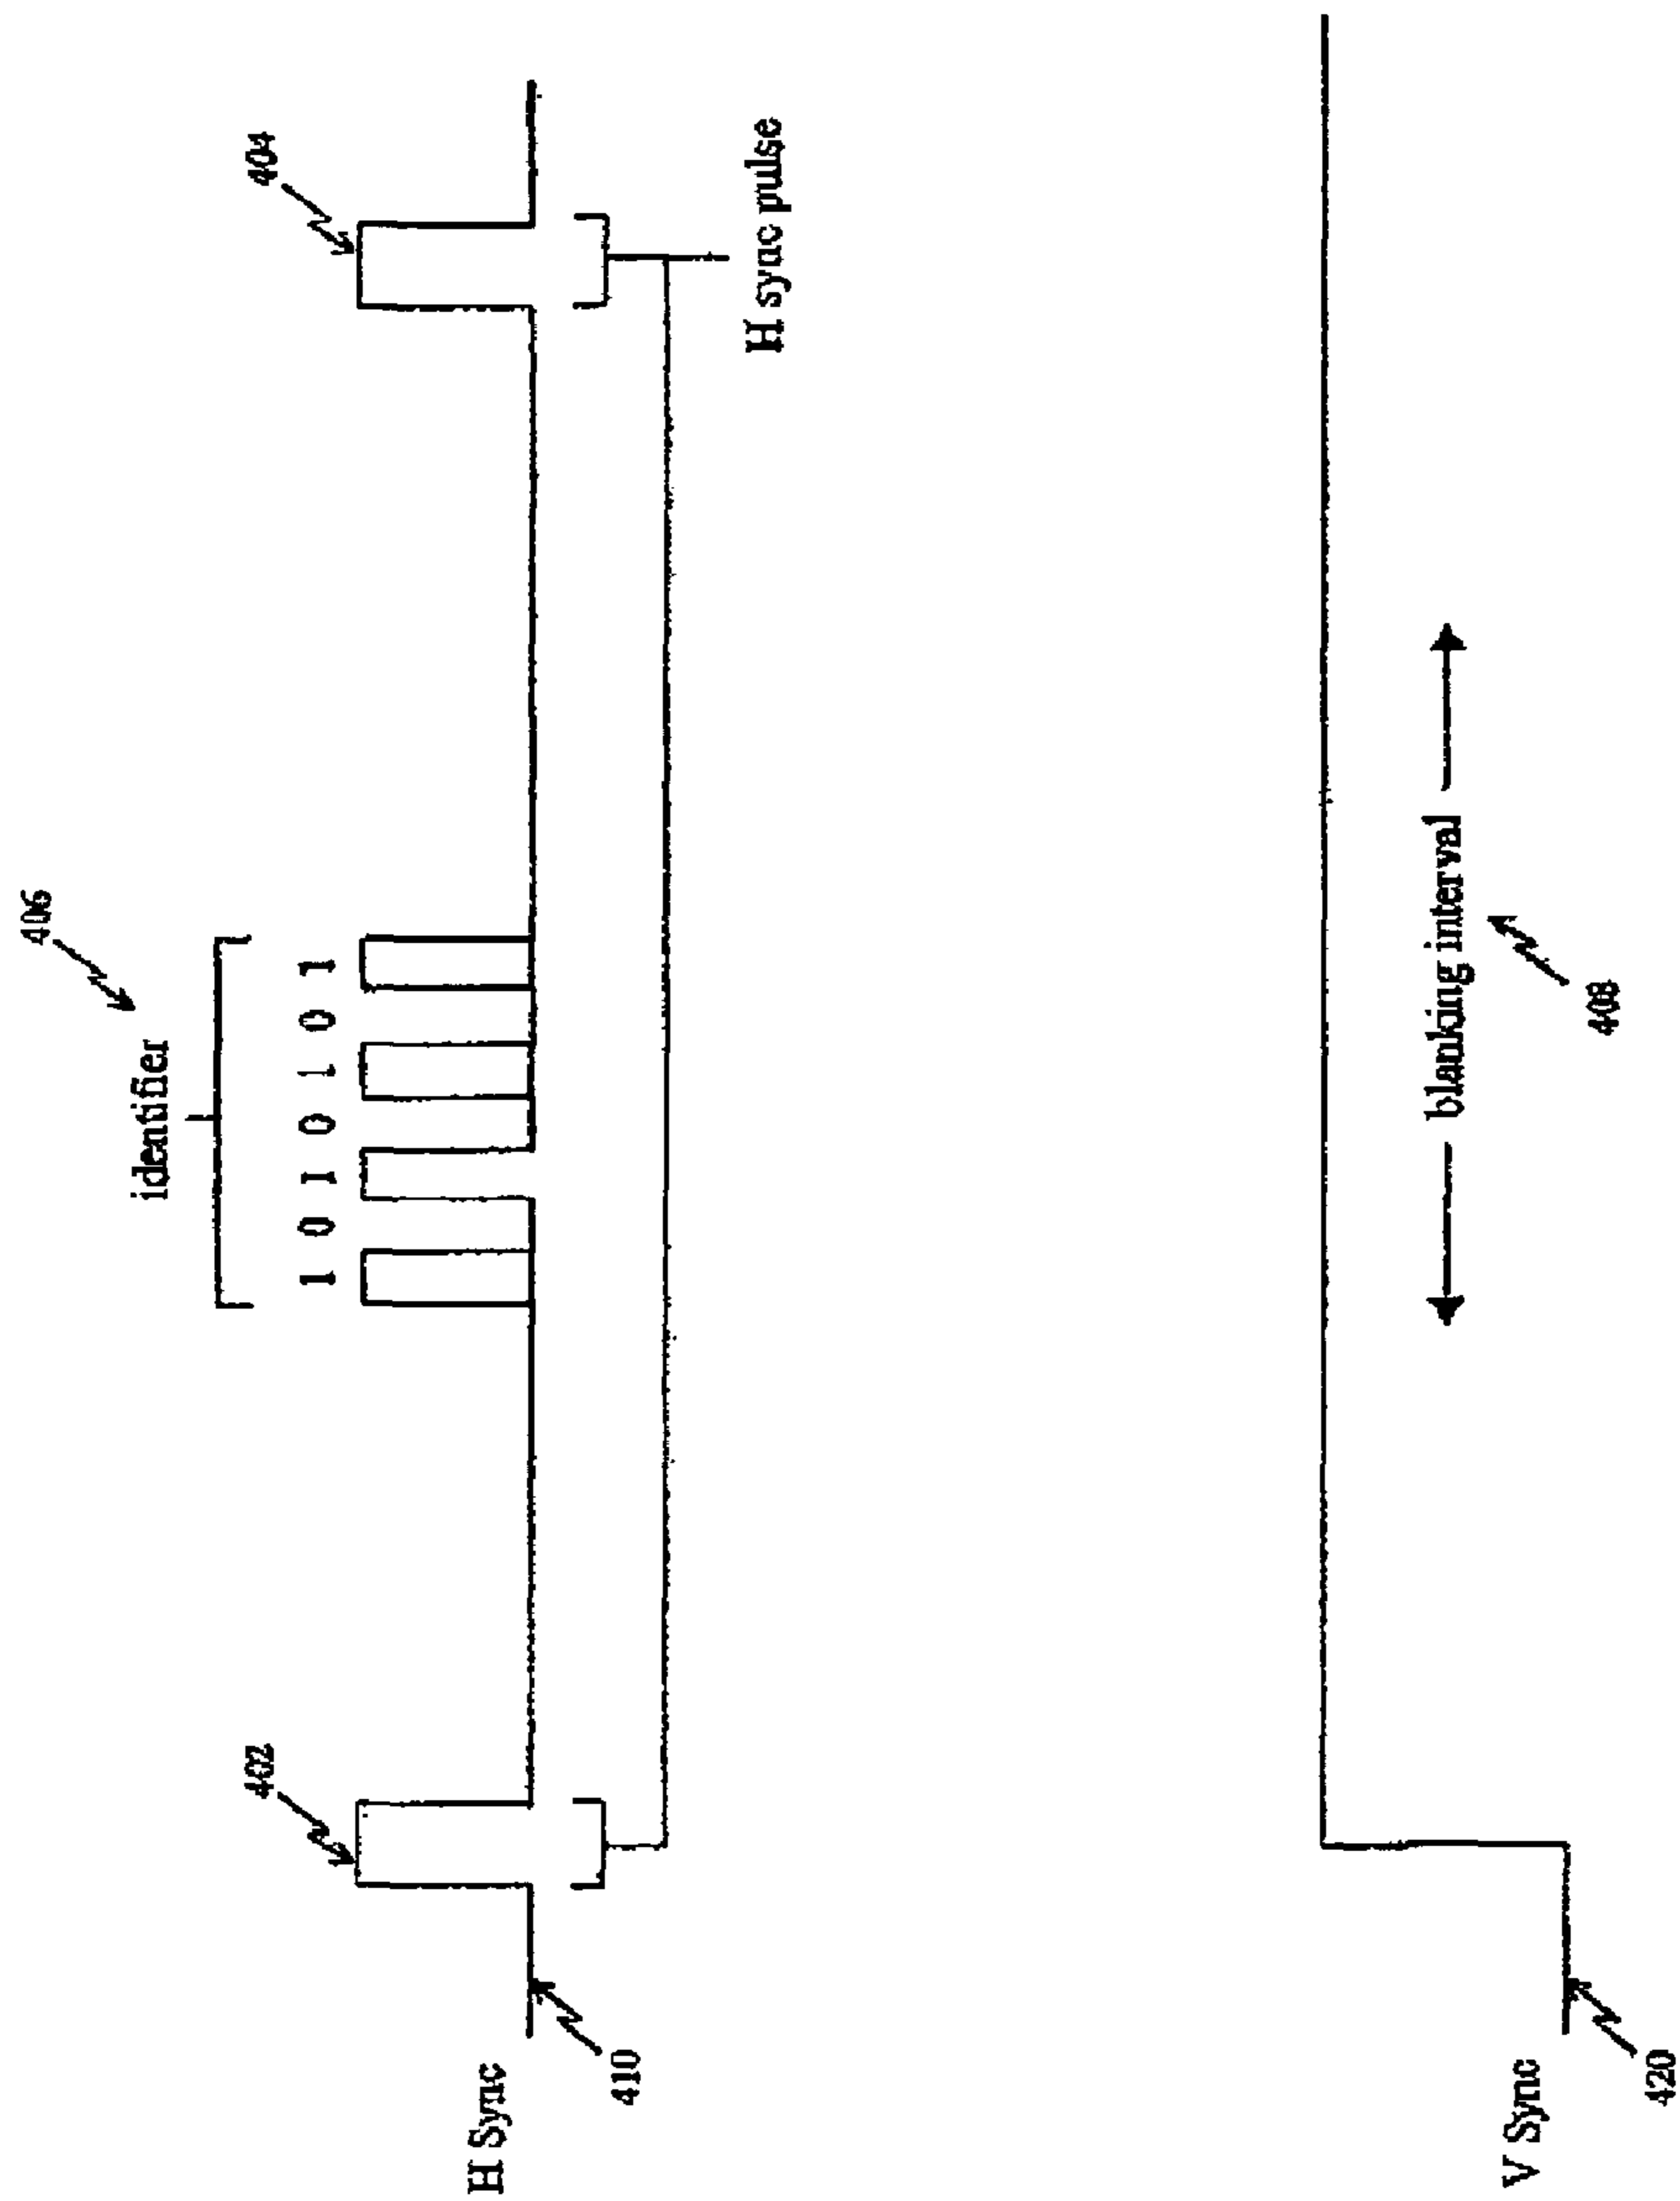 406
identifier
1 0 1 0 1 0 1
402
404
H Sync
410
H sync pulse
blanking interval
408
V Sync
420